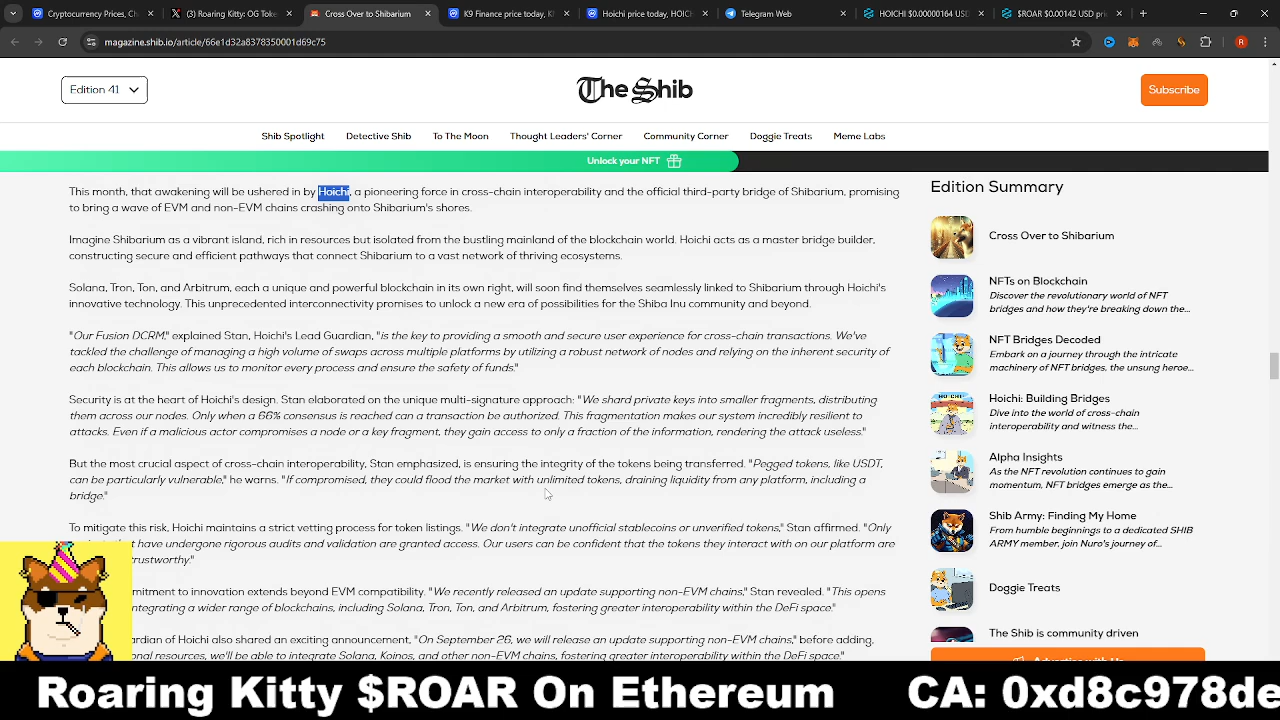 Cryptocurrency Prices, Ch
(3) Roaring Kitty: OG Toke
Cross Over to Shibarium
K9 Finance price today, K
Hoichi price today, HOIC
Telegram Web
HOICHI $0.00000164 USD
$ROAR $0.00142 USD pri
magazine.shib.io/article/66e1d32a8378350001d69c75
R
Edition 41
The Shib
Subscribe
Shib Spotlight
Detective Shib
To The Moon
Thought Leaders' Corner
Community Corner
Doggie Treats
Meme Labs
Unlock your NFT
This month, that awakening will be ushered in by Hoichi, a pioneering force in cross-chain interoperability and the official third-party bridge of Shibarium, promising
to bring a wave of EVM and non-EVM chains crashing onto Shibarium's shores.
Imagine Shibarium as a vibrant island, rich in resources but isolated from the bustling mainland of the blockchain world. Hoichi acts as a master bridge builder,
constructing secure and efficient pathways that connect Shibarium to a vast network of thriving ecosystems.
Solana, Tron, Ton, and Arbitrum, each a unique and powerful blockchain in its own right, will soon find themselves seamlessly linked to Shibarium through Hoichi's
innovative technology. This unprecedented interconnectivity promises to unlock a new era of possibilities for the Shiba Inu community and beyond.
"Our Fusion DCRM," explained Stan, Hoichi's Lead Guardian, "is the key to providing a smooth and secure user experience for cross-chain transactions. We've
tackled the challenge of managing a high volume of swaps across multiple platforms by utilizing a robust network of nodes and relying on the inherent security of
each blockchain. This allows us to monitor every process and ensure the safety of funds."
Security is at the heart of Hoichi's design. Stan elaborated on the unique multi-signature approach: "We shard private keys into smaller fragments, distributing
them across our nodes. Only when a 66% consensus is reached can a transaction be authorized. This fragmentation makes our system incredibly resilient to
attacks. Even if a malicious actor compromises a node or a key fragment, they gain access to only a fraction of the information, rendering the attack useless."
But the most crucial aspect of cross-chain interoperability, Stan emphasized, is ensuring the integrity of the tokens being transferred. "Pegged tokens, like USDT,
can be particularly vulnerable," he warns. "If compromised, they could flood the market with unlimited tokens, draining liquidity from any platform, including a
bridge."
To mitigate this risk, Hoichi maintains a strict vetting process for token listings. "We don't integrate unofficial stablecoins or unverified tokens," Stan affirmed. "Only
that have undergone rigorous audits and validation are granted access. Our users can be confident that the tokens they interact with on our platform are
trustworthy."
mitment to innovation extends beyond EVM compatibility. "We recently released an update supporting non-EVM chains," Stan revealed. "This opens
ntegrating a wider range of blockchains, including Solana, Tron, Ton, and Arbitrum, fostering greater interoperability within the DeFi space."
ardian of Hoichi also shared an exciting announcement, "On September 26, we will release an update supporting non-EVM chains," before adding,
onal resources, we'll be able to integrate Solana, Koinos, and other non-EVM chains, fostering greater interoperability within the DeFi space."
Edition Summary
Cross Over to Shibarium
NFTs on Blockchain
Discover the revolutionary world of NFT
bridges and how they're breaking down the...
NFT Bridges Decoded
Embark on a journey through the intricate
machinery of NFT bridges, the unsung heroe...
Hoichi: Building Bridges
Dive into the world of cross-chain
interoperability and witness the...
Alpha Insights
As the NFT revolution continues to gain
momentum, NFT bridges emerge as the...
Shib Army: Finding My Home
From humble beginnings to a dedicated SHIB
ARMY member, join Nuro's journey of...
Doggie Treats
The Shib is community driven
Advertise with Us
Roaring Kitty $ROAR On Ethereum
CA: 0xd8c978de